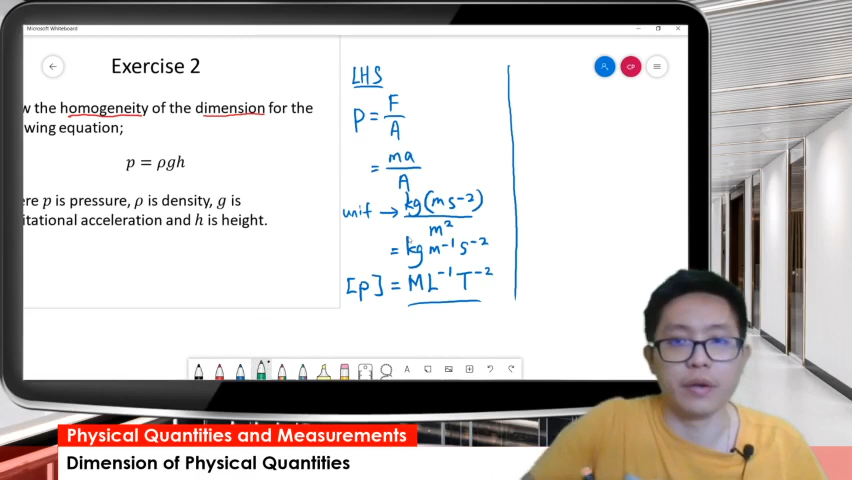 Microsoft Whiteboard
Exercise 2
w the homogeneity of the dimension for the
wing equation;
p = ρgh
ere p is pressure, ρ is density, g is
itational acceleration and h is height.
LHS
P = F/A
= ma/A
unit → kg(ms-2)/m²
= kg m⁻¹ s⁻²
[p] = ML⁻¹T⁻²
CP
A
Physical Quantities and Measurements
Dimension of Physical Quantities